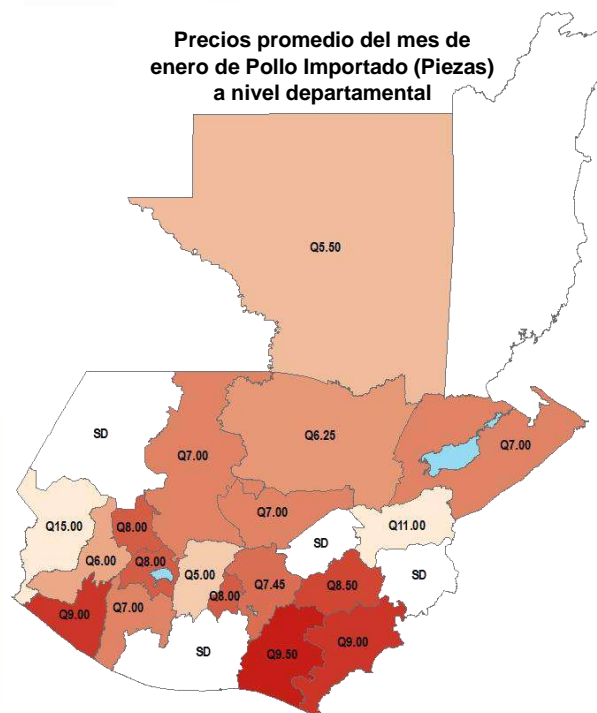 Precios promedio del mes de
enero de Pollo Importado (Piezas)
a nivel departamental
Q5.50
SD
Q7.00
Q6.25
Q7.00
Q15.00
Q8.00
Q7.00
Q11.00
Q6.00
Q8.00
Q5.00
Q8.00
Q7.45
SD
Q8.50
SD
Q9.00
Q7.00
SD
Q9.50
Q9.00